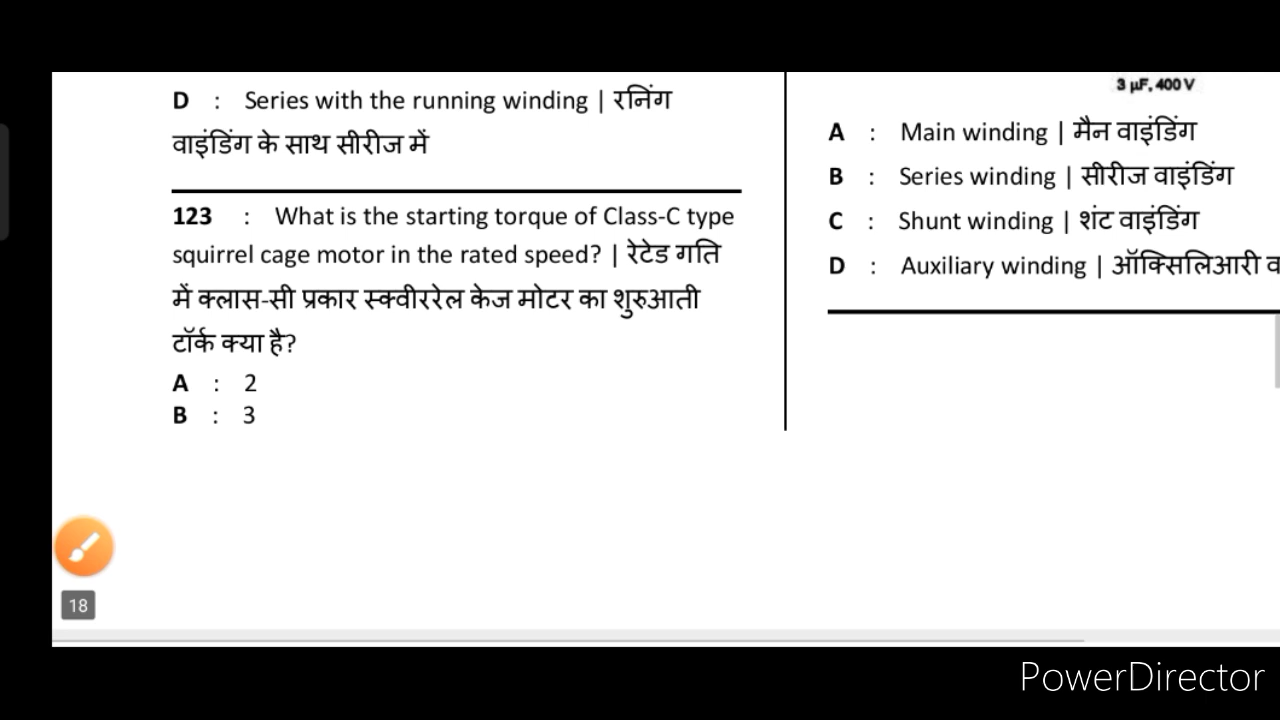 D : Series with the running winding | रनिंग
वाइंडिंग के साथ सीरीज में
123 : What is the starting torque of Class-C type
squirrel cage motor in the rated speed? | रेटेड गति
में क्लास-सी प्रकार स्क्वीररेल केज मोटर का शुरुआती
टॉर्क क्या है?
A : 2
B : 3
3 µF, 400 V
A : Main winding | मैन वाइंडिंग
B : Series winding | सीरीज वाइंडिंग
C : Shunt winding | शंट वाइंडिंग
D : Auxiliary winding | ऑक्सिलिआरी व
18
PowerDirector